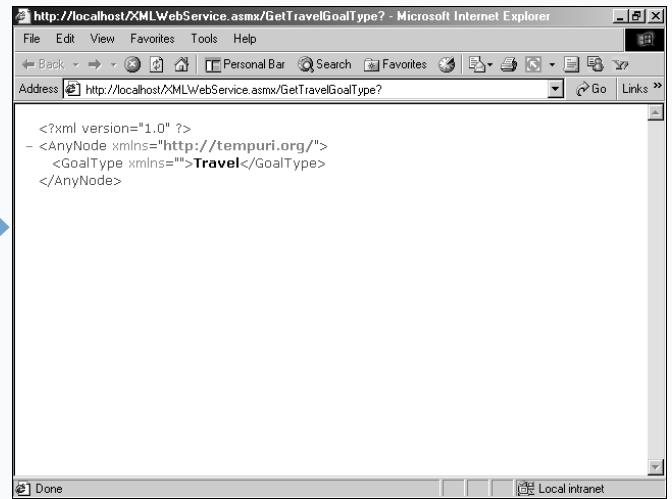 http://localhost/XMLWebService.asmx/GetTravelGoalType? - Microsoft Internet Explorer
File Edit View Favorites Tools Help
Back Personal Bar Search Favorites
Address http://localhost/XMLWebService.asmx/GetTravelGoalType? Go Links »
<?xml version="1.0" ?>
- <AnyNode xmlns="http://tempuri.org/">
<GoalType xmlns="">Travel</GoalType>
</AnyNode>
Done Local intranet